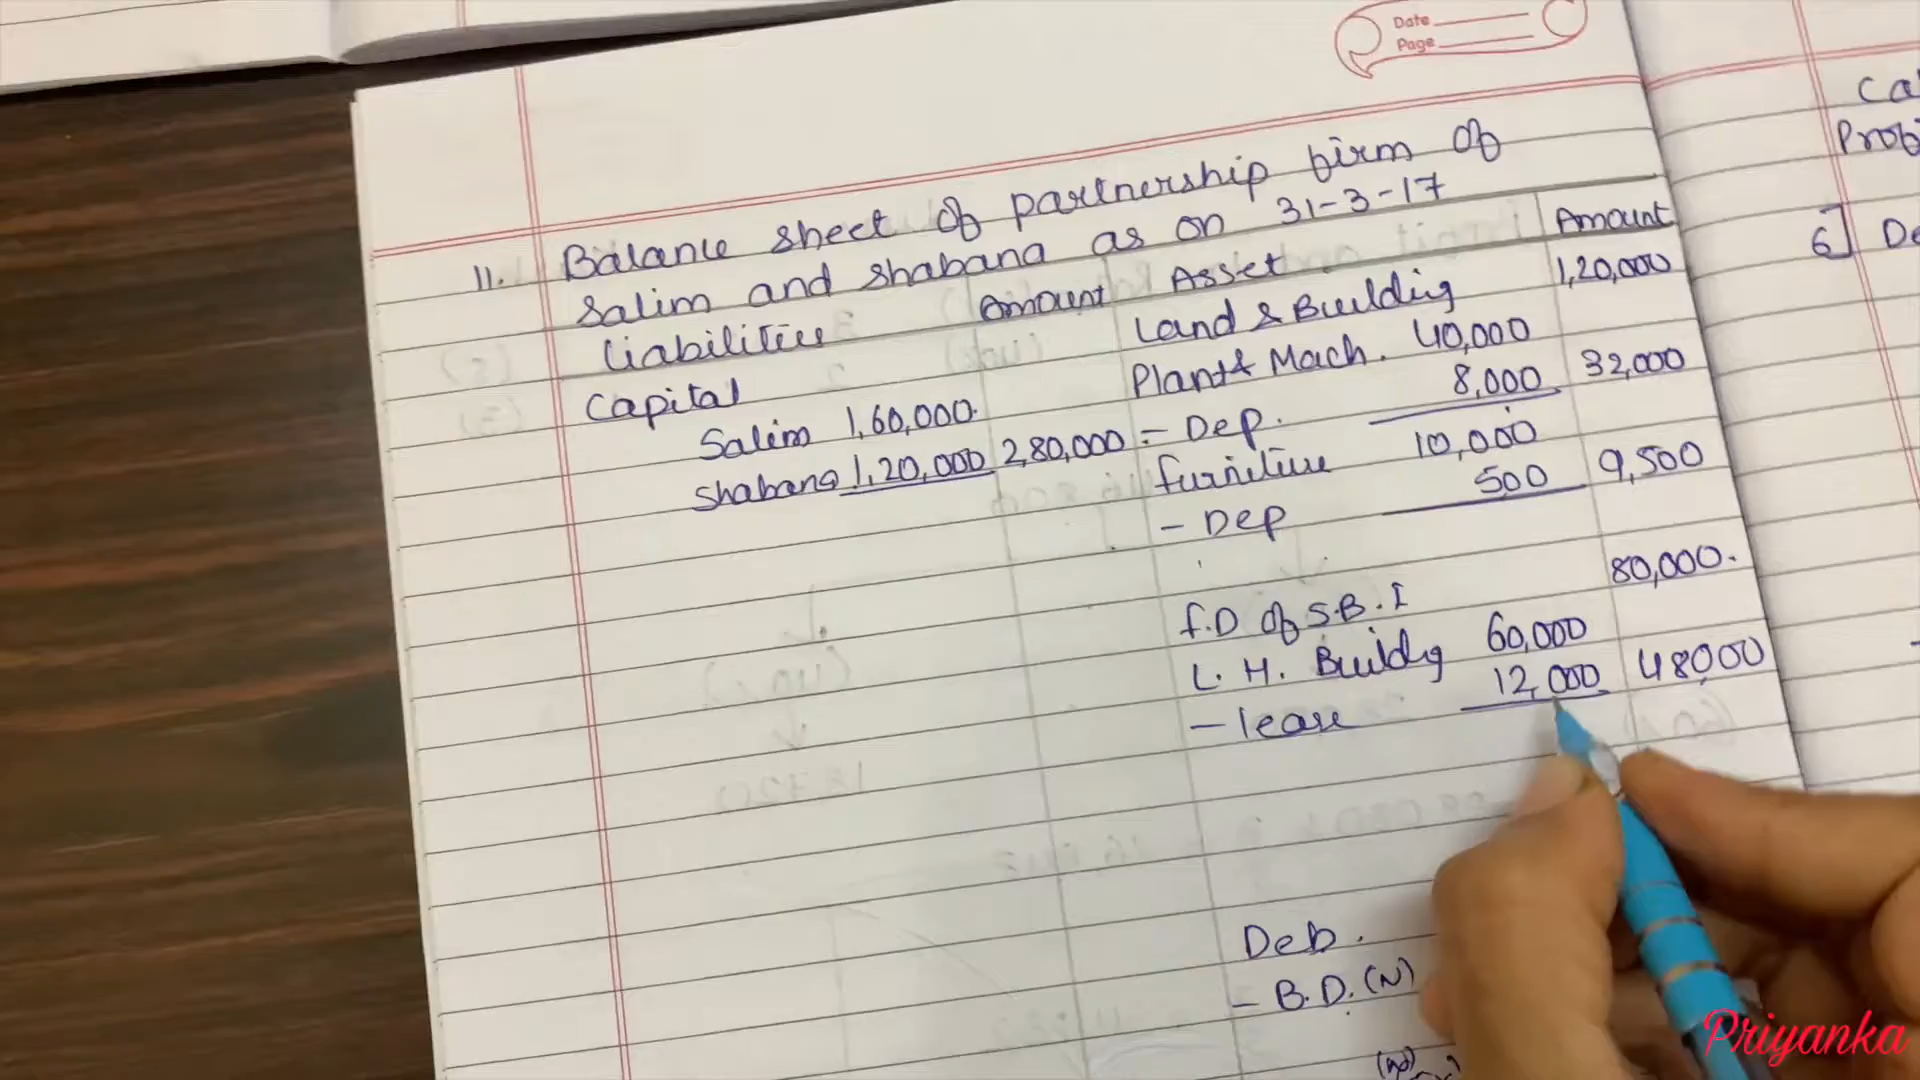 Date
Page
11. Balance sheet of partnership firm of
Salim and Shabana as on 31-3-17
Liabilities Amount Asset Amount
Capital Land & Building 1,20,000
Salim 1,60,000. Plant & Mach. 40,000
Shabana 1,20,000 2,80,000 - Dep. 8,000 32,000
Furniture 10,000
- Dep 500 9,500
F.D of S.B.I 80,000.
L. H. Buildg 60,000
- lease 12,000 48,000
Deb.
- B.D.(N)
6] De
Priyanka